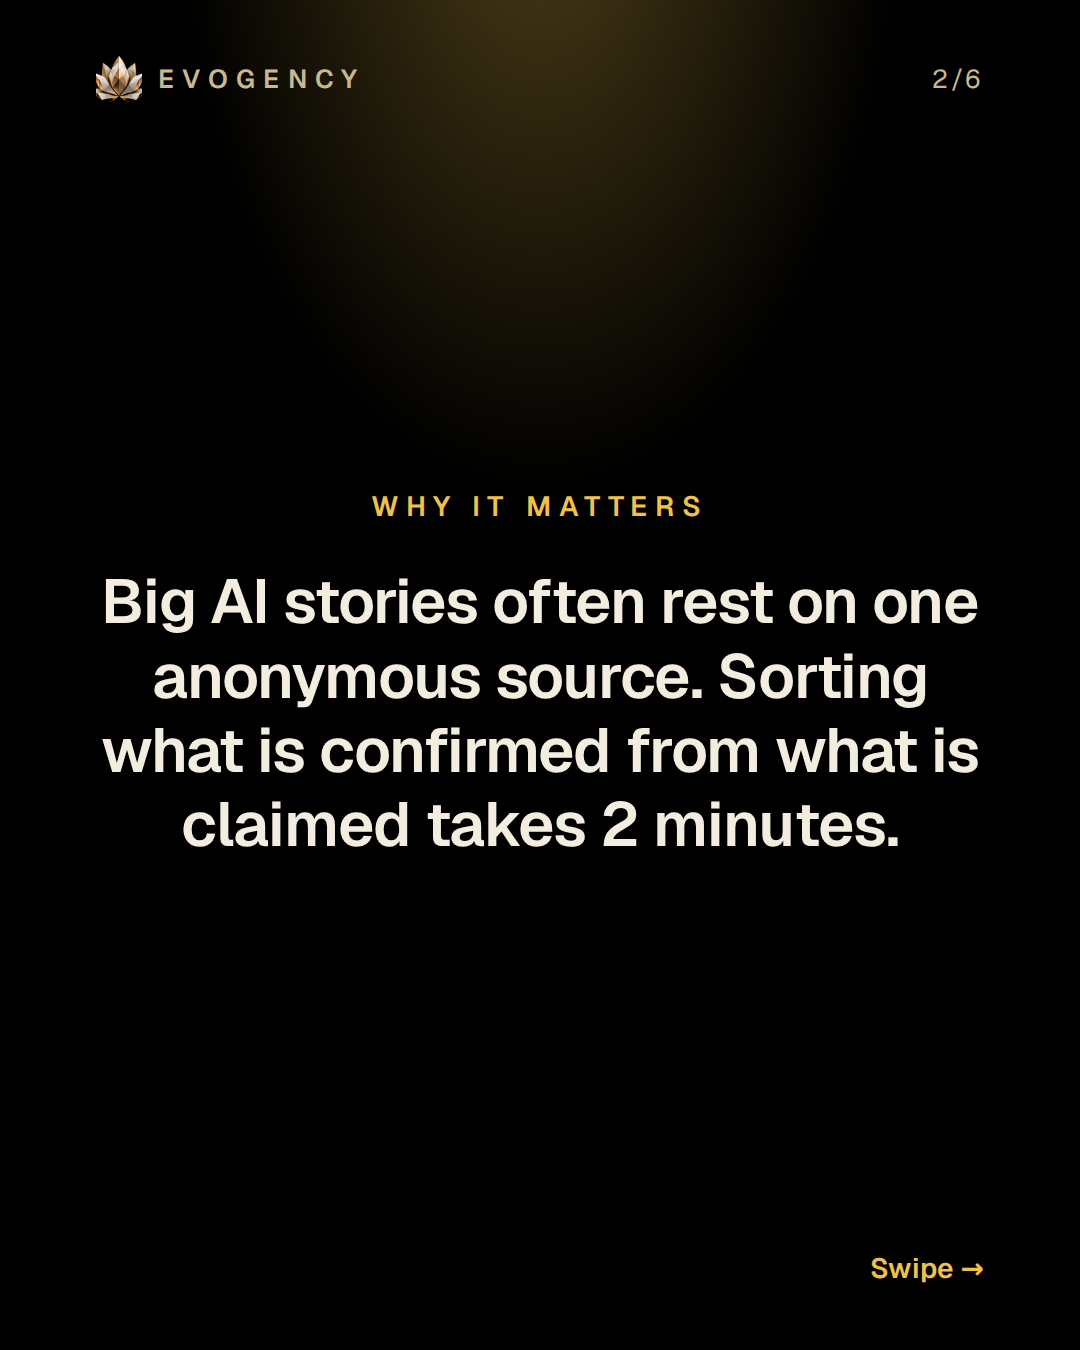 EVOGENCY
2/6
WHY IT MATTERS
Big AI stories often rest on one
anonymous source. Sorting
what is confirmed from what is
claimed takes 2 minutes.
Swipe →